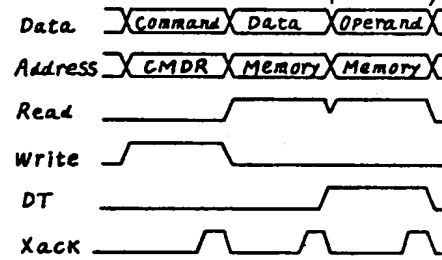 Data Command Data Operand
Address CMDR Memory Memory
Read
Write
DT
Xack